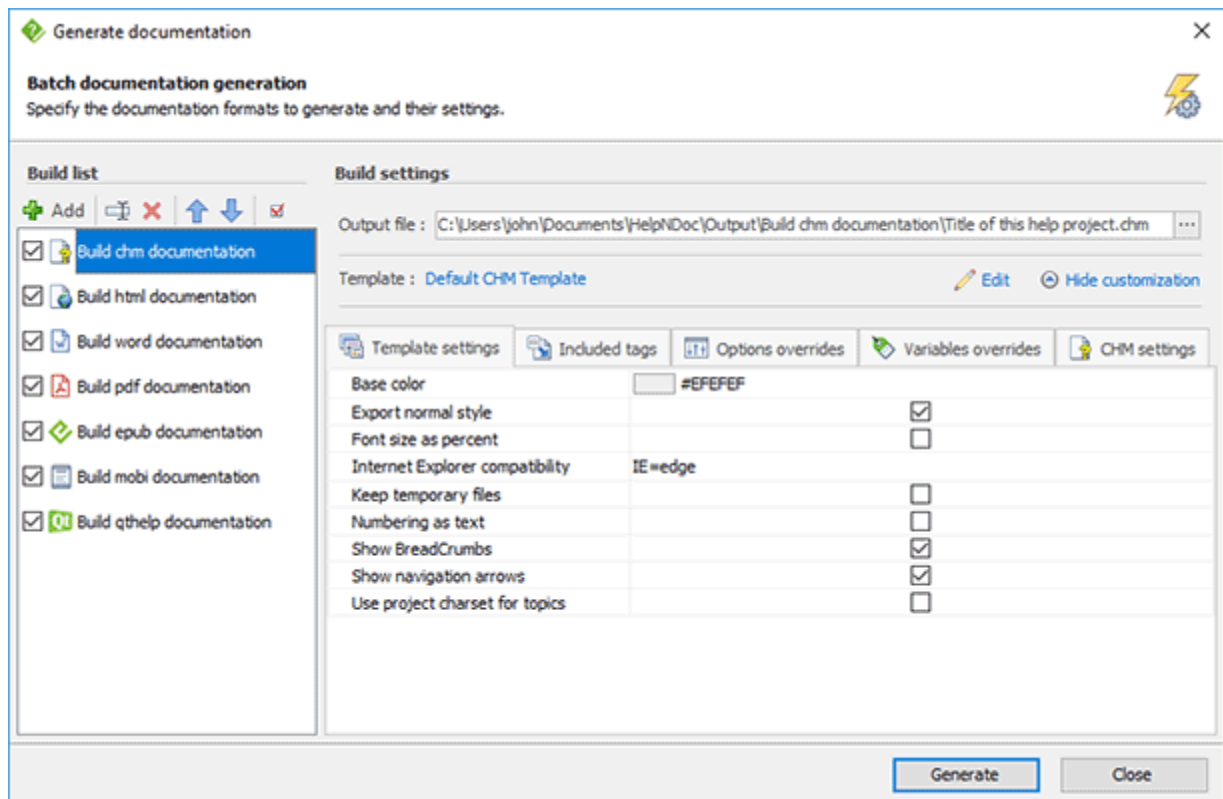 Generate documentation
Batch documentation generation
Specify the documentation formats to generate and their settings.
Build list
Add
Build chm documentation
Build html documentation
Build word documentation
Build pdf documentation
Build epub documentation
Build mobi documentation
Qt Build qthelp documentation
Build settings
Output file : C:\Users\john\Documents\HelpNDoc\Output\Build chm documentation\Title of this help project.chm ...
Template : Default CHM Template Edit Hide customization
Template settings Included tags Options overrides Variables overrides CHM settings
Base color #EFEFEF
Export normal style
Font size as percent
Internet Explorer compatibility IE=edge
Keep temporary files
Numbering as text
Show BreadCrumbs
Show navigation arrows
Use project charset for topics
Generate Close